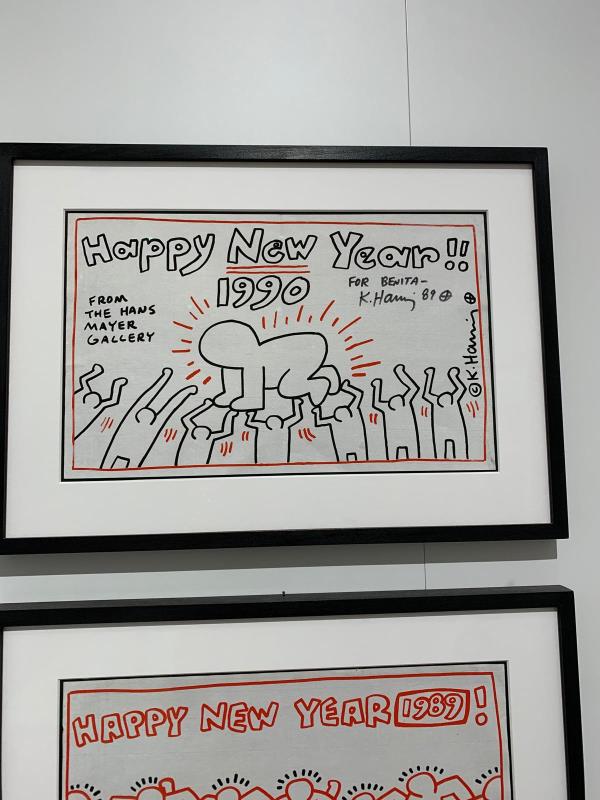 Happy New Year!!
1990
FROM
THE HANS
MAYER
GALLERY
FOR BENITA-
K. Haring 89
© K. Haring
HAPPY NEW YEAR 1989!